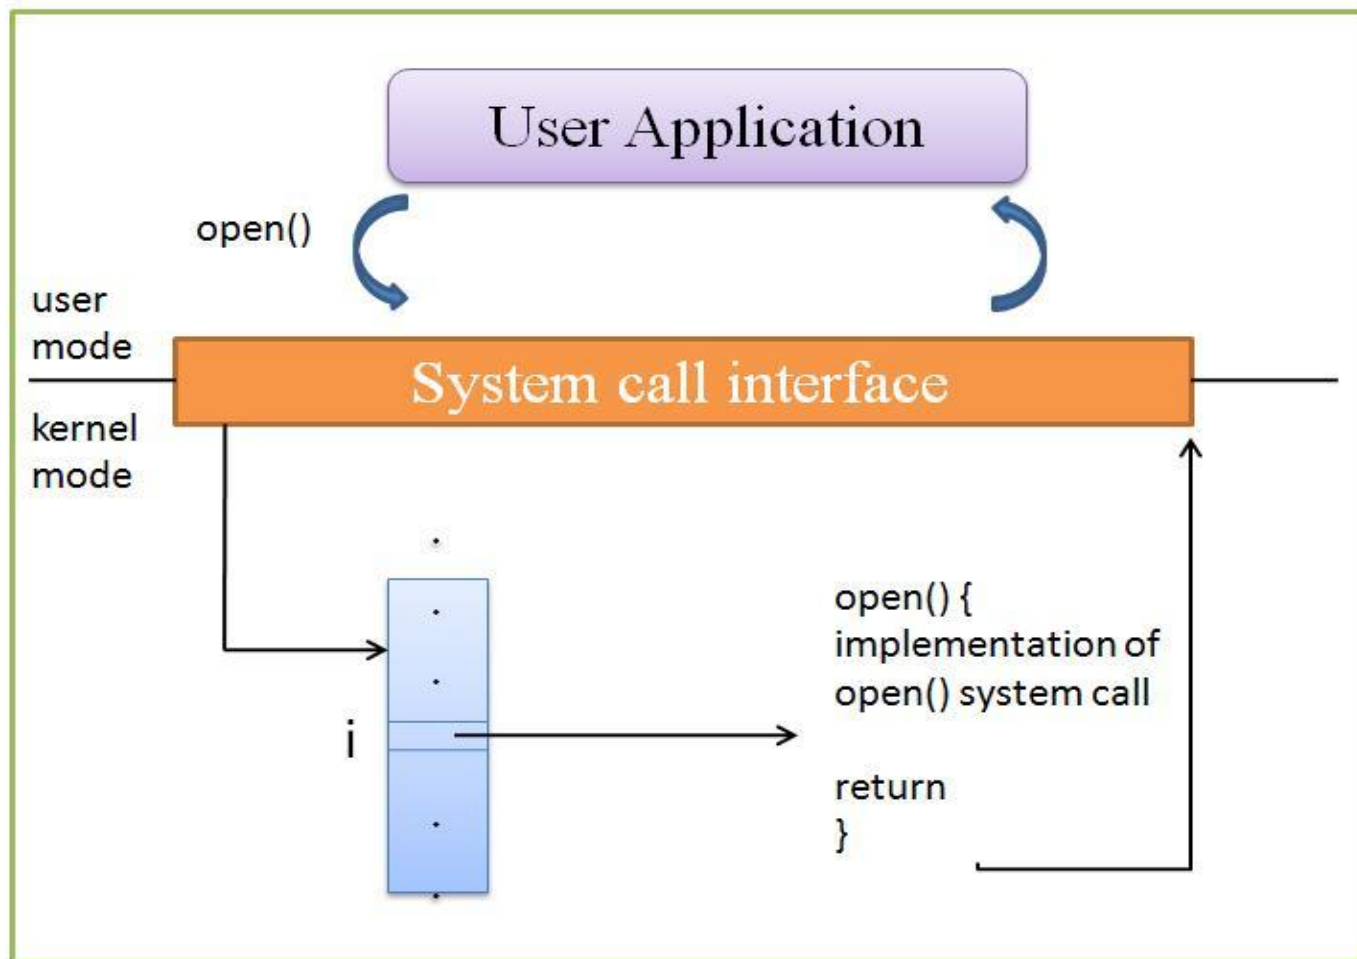 User Application
open()
user
mode
System call interface
kernel
mode
i
open() {
implementation of
open() system call
return
}